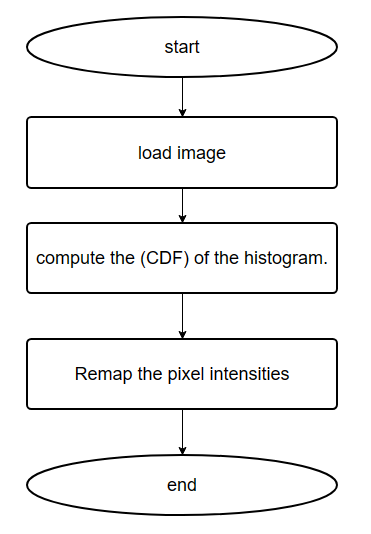 start
load image
compute the (CDF) of the histogram.
Remap the pixel intensities
end